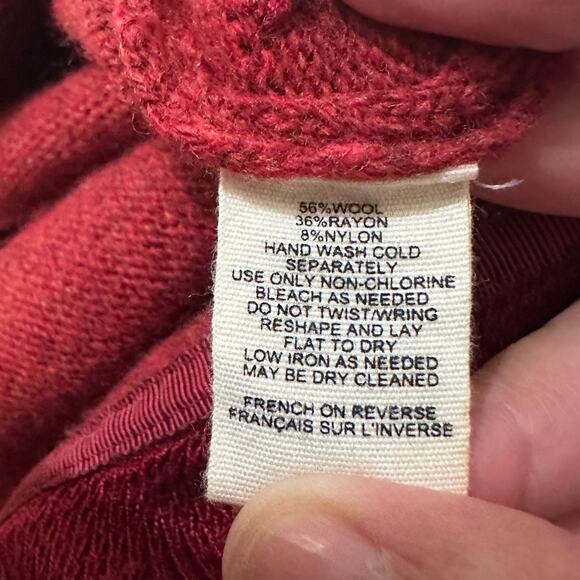 56%WOOL
36%RAYON
8%NYLON
HAND WASH COLD
SEPARATELY
USE ONLY NON-CHLORINE
BLEACH AS NEEDED
DO NOT TWIST/WRING
RESHAPE AND LAY
FLAT TO DRY
LOW IRON AS NEEDED
MAY BE DRY CLEANED
FRENCH ON REVERSE
FRANÇAIS SUR L'INVERSE